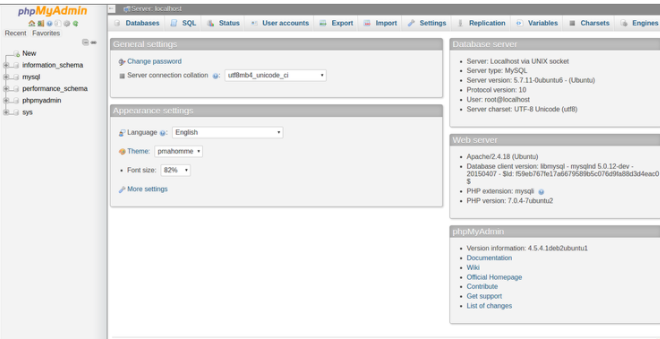 phpMyAdmin
Recent Favorites
New
information_schema
mysql
performance_schema
phpmyadmin
sys
Server: localhost
Databases SQL Status User accounts Export Import Settings Replication Variables Charsets Engines
General settings
Change password
Server connection collation : utf8mb4_unicode_ci
Appearance settings
Language : English
Theme: pmahomme
Font size: 82%
More settings
Database server
Server: Localhost via UNIX socket
Server type: MySQL
Server version: 5.7.11-0ubuntu6 - (Ubuntu)
Protocol version: 10
User: root@localhost
Server charset: UTF-8 Unicode (utf8)
Web server
Apache/2.4.18 (Ubuntu)
Database client version: libmysql - mysqlnd 5.0.12-dev -
20150407 - $Id:
$
PHP extension: mysqli
PHP version: 7.0.4-7ubuntu2
phpMyAdmin
Version information: 4.5.4.1deb2ubuntu1
Documentation
Wiki
Official Homepage
Contribute
Get support
List of changes